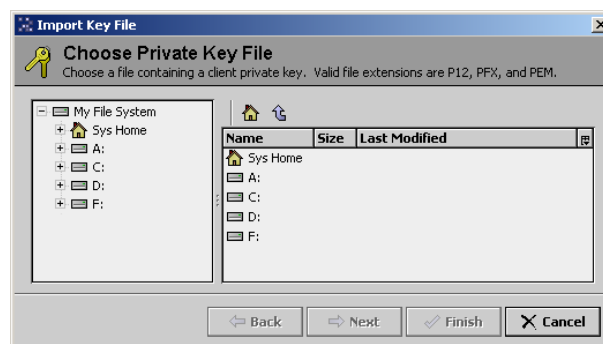 Import Key File
Choose Private Key File
Choose a file containing a client private key. Valid file extensions are P12, PFX, and PEM.
My File System
Sys Home
A:
C:
D:
F:
Name Size Last Modified
Sys Home
A:
C:
D:
F:
Back Next Finish Cancel